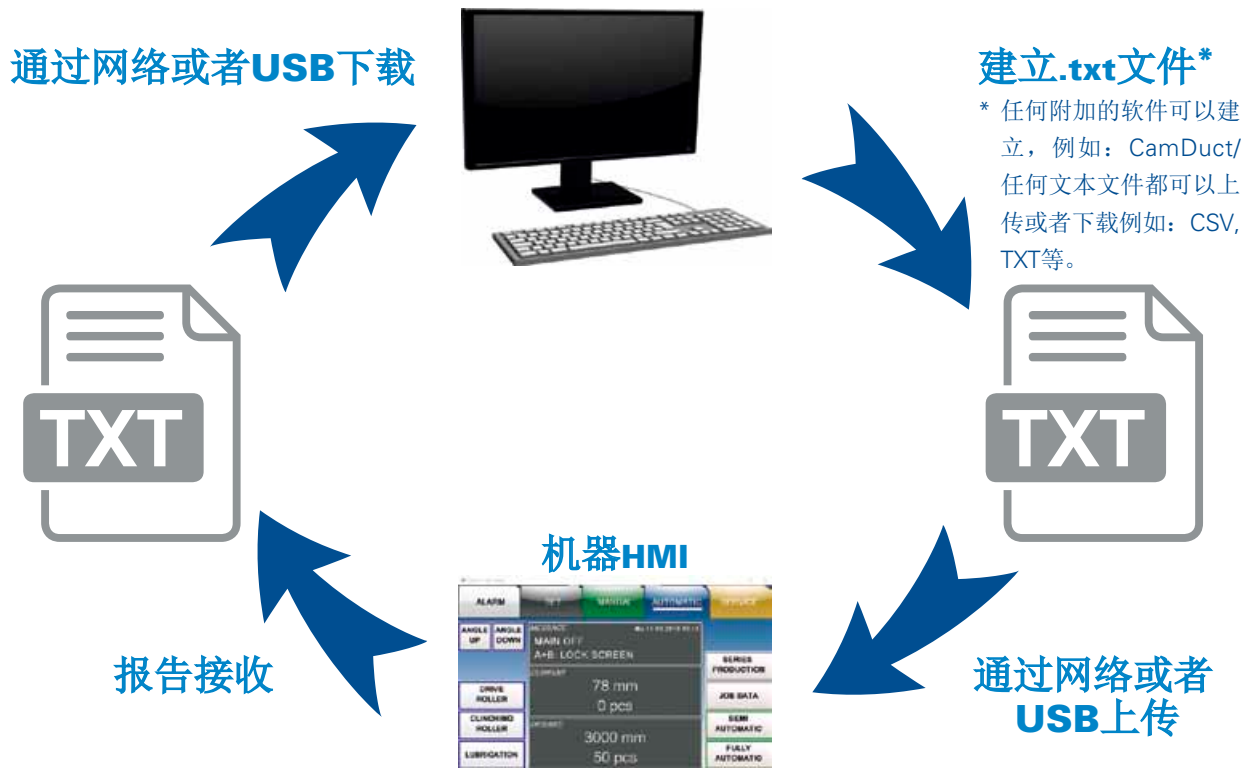 通过网络或者USB下载
建立.txt文件*
* 任何附加的软件可以建
立，例如：CamDuct/
任何文本文件都可以上
传或者下载例如：CSV,
TXT等。
TXT
TXT
机器HMI
ALARM
SET
MANUAL
AUTOMATIC
SERVICE
ANGLE
UP
ANGLE
DOWN
MESSAGE
MAIN OFF
A+B: LOCK SCREEN
CURRENT
78 mm
0 pcs
3000 mm
50 pcs
DRIVE
ROLLER
CLINCHING
ROLLER
LUBRICATION
SERIES
PRODUCTION
JOB DATA
SEMI
AUTOMATIC
FULLY
AUTOMATIC
报告接收
通过网络或者
USB上传